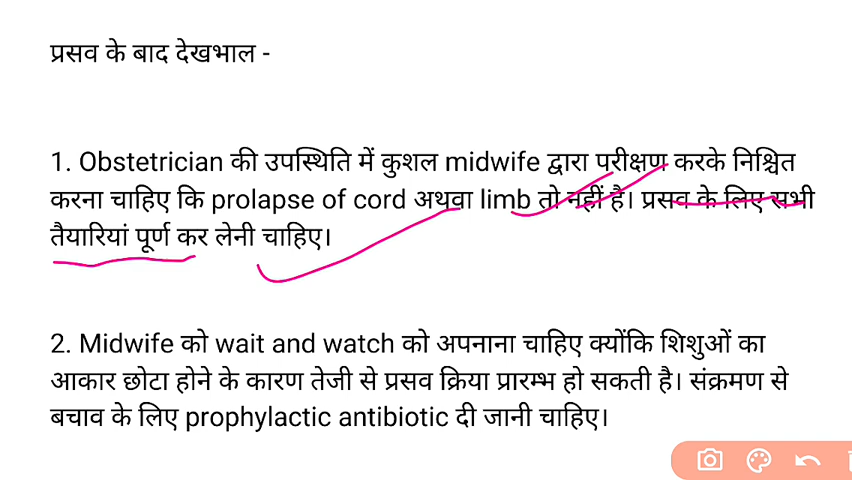 प्रसव के बाद देखभाल -
1. Obstetrician की उपस्थिति में कुशल midwife द्वारा परीक्षण करके निश्चित
करना चाहिए कि prolapse of cord अथवा limb तो नहीं है। प्रसव के लिए सभी
तैयारियां पूर्ण कर लेनी चाहिए।
2. Midwife को wait and watch को अपनाना चाहिए क्योंकि शिशुओं का
आकार छोटा होने के कारण तेजी से प्रसव क्रिया प्रारम्भ हो सकती है। संक्रमण से
बचाव के लिए prophylactic antibiotic दी जानी चाहिए।